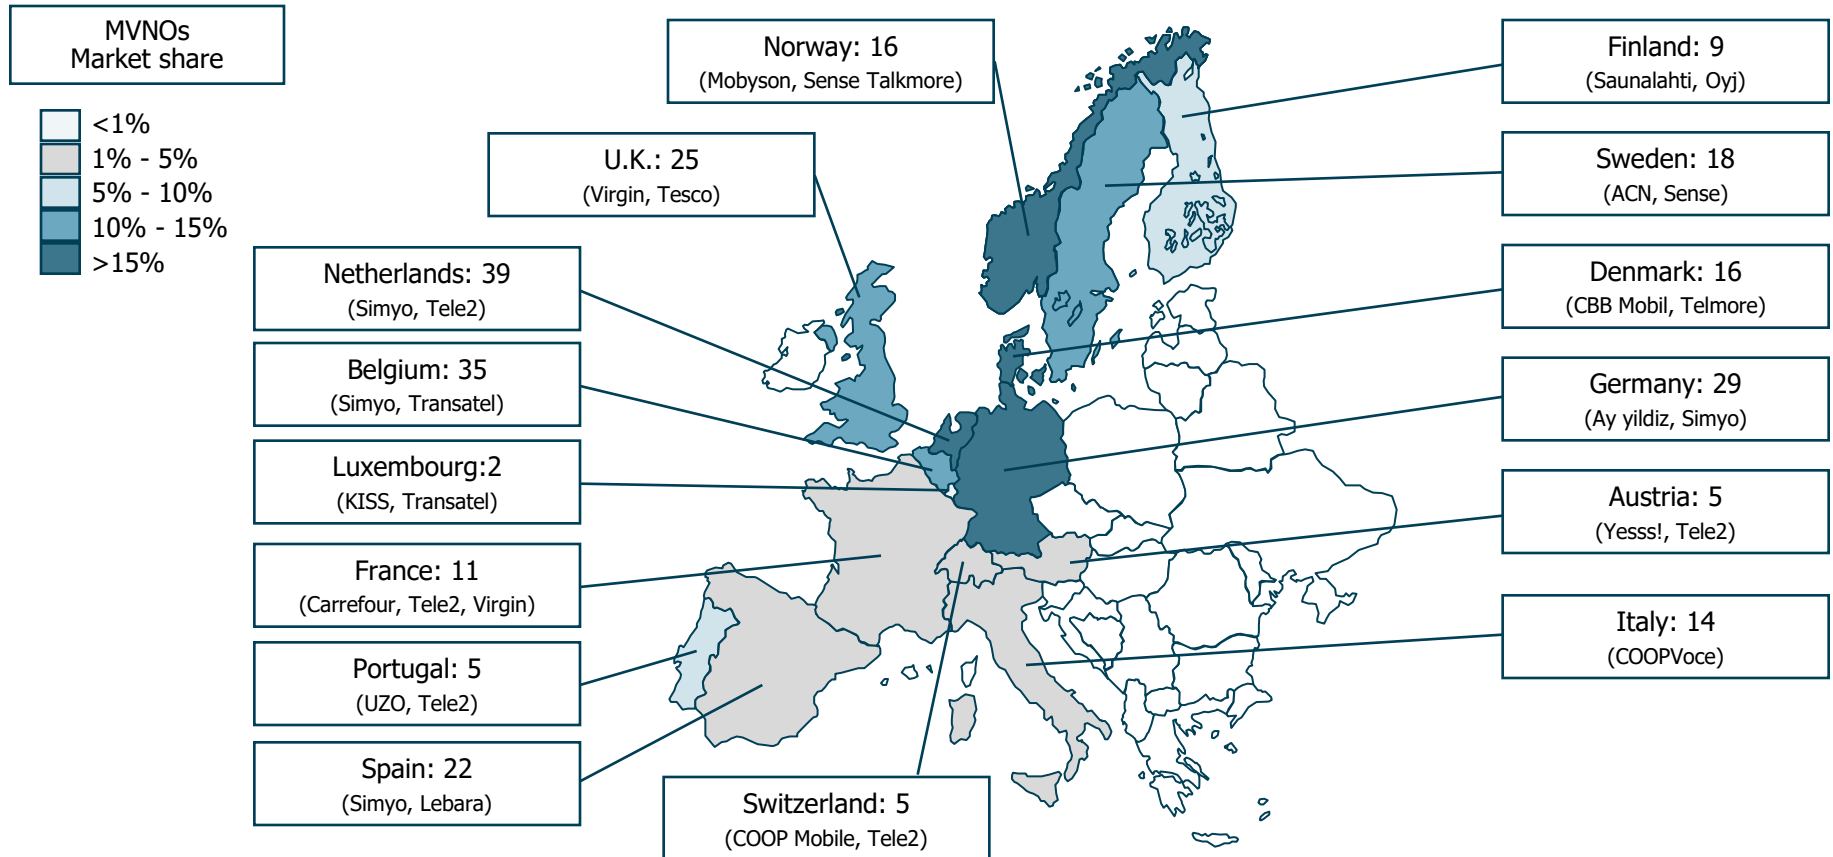 MVNOs
Market share
<1%
1% - 5%
5% - 10%
10% - 15%
>15%
Norway: 16
(Mobyson, Sense Talkmore)
U.K.: 25
(Virgin, Tesco)
Netherlands: 39
(Simyo, Tele2)
Belgium: 35
(Simyo, Transatel)
Luxembourg:2
(KISS, Transatel)
France: 11
(Carrefour, Tele2, Virgin)
Portugal: 5
(UZO, Tele2)
Spain: 22
(Simyo, Lebara)
Switzerland: 5
(COOP Mobile, Tele2)
Finland: 9
(Saunalahti, Oyj)
Sweden: 18
(ACN, Sense)
Denmark: 16
(CBB Mobil, Telmore)
Germany: 29
(Ay yildiz, Simyo)
Austria: 5
(Yesss!, Tele2)
Italy: 14
(COOPVoce)